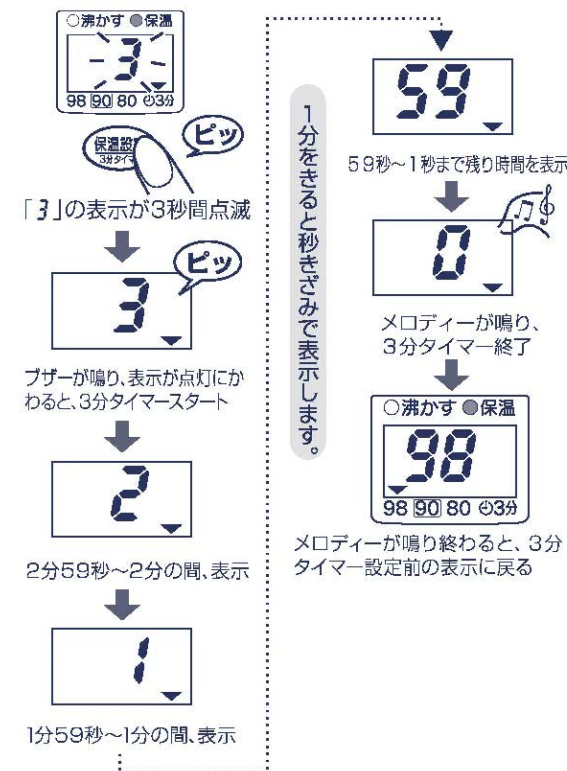 ○沸かす ●保温
3
98 90 80 ⏲3分
保温設
3分タイ
ピッ
「3」の表示が3秒間点滅
3
ピッ
ブザーが鳴り、表示が点灯にか
わると、3分タイマースタート
2
2分59秒〜2分の間、表示
1
1分59秒〜1分の間、表示
1分をきると秒きざみで表示します。
59
59秒〜1秒まで残り時間を表示
0
メロディーが鳴り、
3分タイマー終了
○沸かす ●保温
98
98 90 80 ⏲3分
メロディーが鳴り終わると、3分
タイマー設定前の表示に戻る